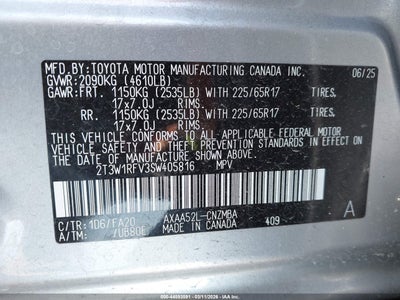 MFD. BY: TOYOTA MOTOR MANUFACTURING CANADA INC. 06/25
GVWR: 2090KG (4610LB)
GAWR: FRT. 1150KG (2535LB) WITH 225/65R17 TIRES,
17x7.0J RIMS.
RR. 1150KG (2535LB) WITH 225/65R17 TIRES,
17x7.0J RIMS.
THIS VEHICLE CONFORMS TO ALL APPLICABLE FEDERAL MOTOR
VEHICLE SAFETY AND THEFT PREVENTION STANDARDS IN EFFECT
ON THE DATE OF MANUFACTURE SHOWN ABOVE.
2T3W1RFV3SW405816 MPV
C/TR: 1D6/FA20 AXAA52L-CNZMBA A
A/TM: /UB80E MADE IN CANADA 409